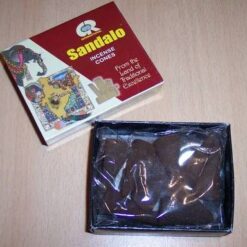 Sandalo
INCENSE
CONES
From the
Land of
Traditional
Excellence